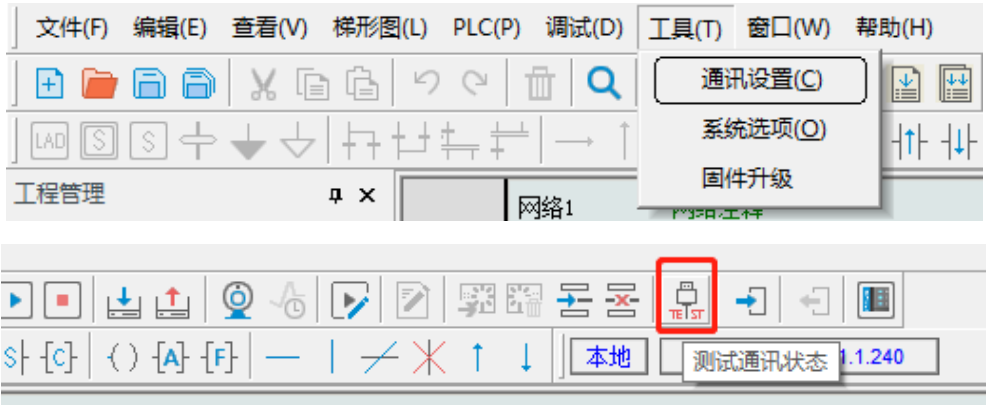 文件(F) 编辑(E) 查看(V) 梯形图(L) PLC(P) 调试(D) 工具(T) 窗口(W) 帮助(H)
通讯设置(C)
LAD S S
系统选项(O)
工程管理
固件升级
网络1
TEST
S C () A F
本地
测试通讯状态
1.1.240